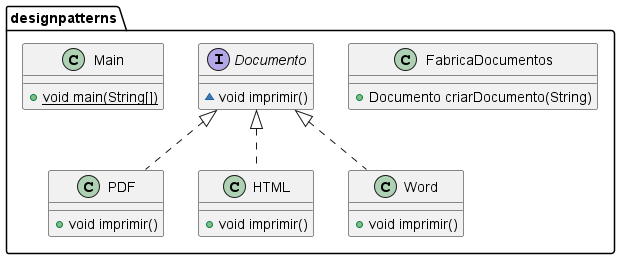 designpatterns
C Main
void main(String[])
I Documento
void imprimir()
C FabricaDocumentos
Documento criarDocumento(String)
C PDF
void imprimir()
C HTML
void imprimir()
C Word
void imprimir()